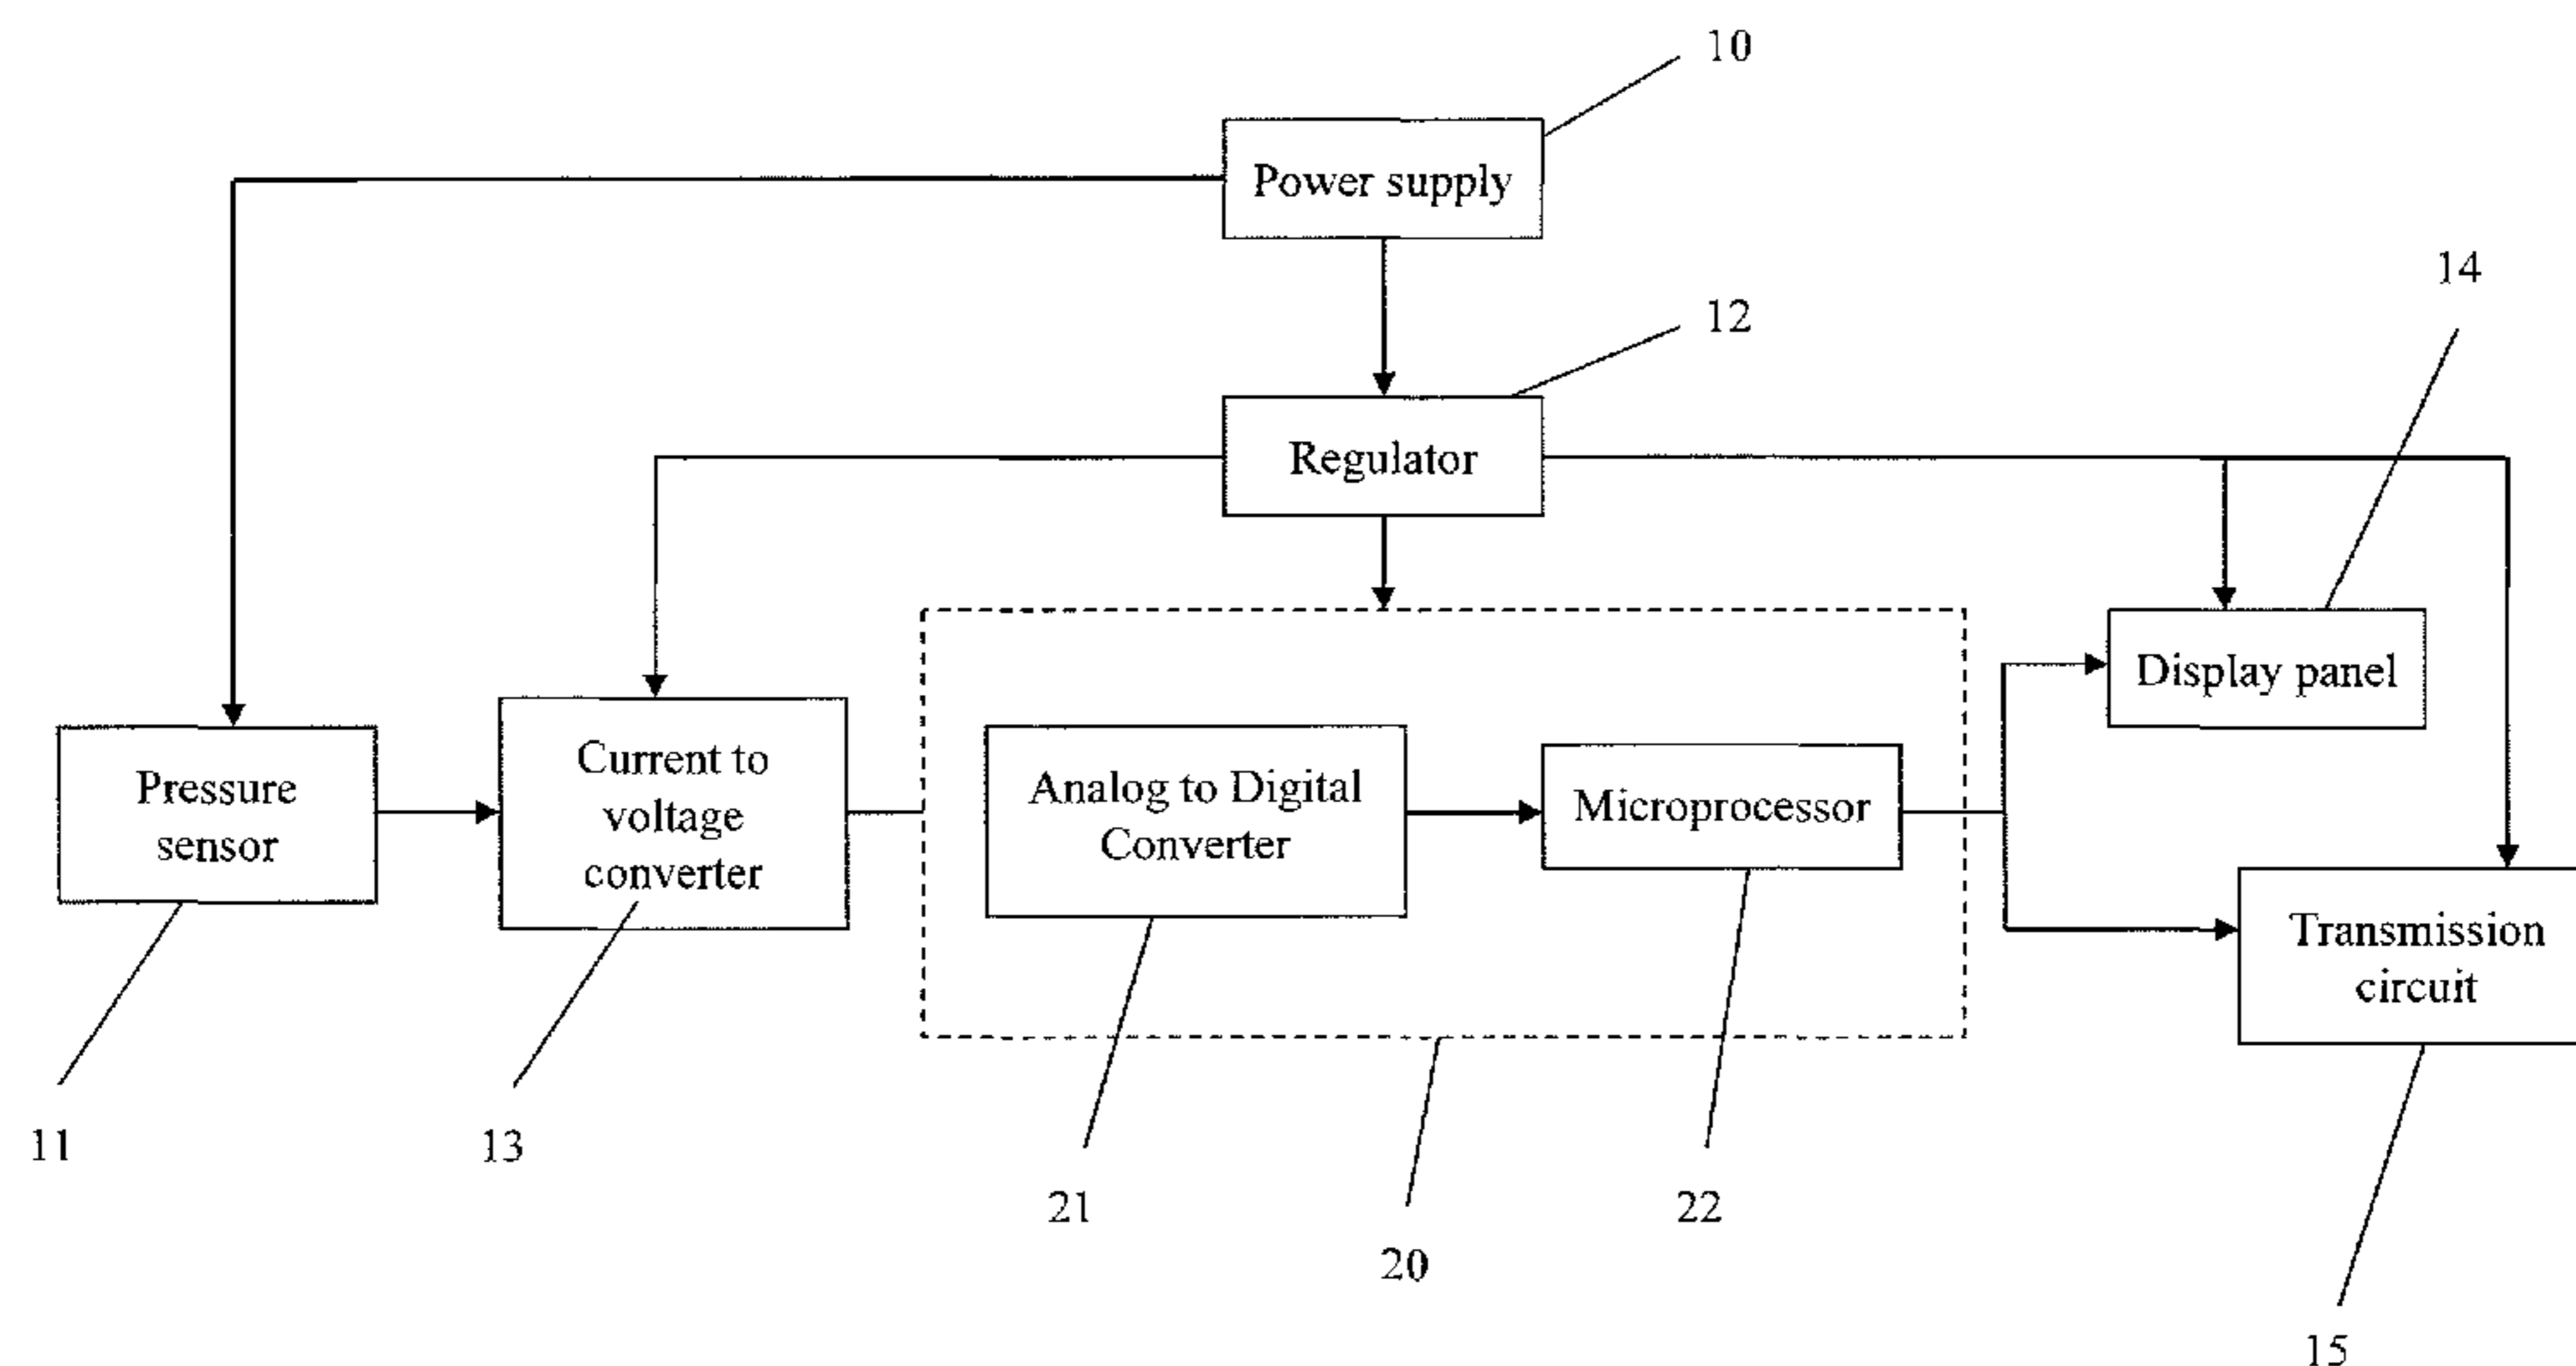 10
Power supply
14
12
Regulator
Display panel
Pressure
sensor
Current to
voltage
converter
Analog to Digital
Converter
Microprocessor
Transmission
circuit
11
13
21
22
20
15